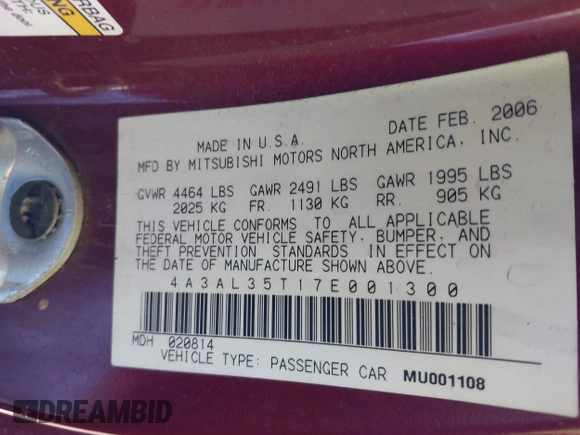 RBAG
NG
OUS
MADE IN U.S.A.
DATE FEB. 2006
MFD BY MITSUBISHI MOTORS NORTH AMERICA, INC.
GVWR 4464 LBS GAWR 2491 LBS GAWR 1995 LBS
2025 KG FR. 1130 KG RR. 905 KG
THIS VEHICLE CONFORMS TO ALL APPLICABLE
FEDERAL MOTOR VEHICLE SAFETY, BUMPER, AND
THEFT PREVENTION STANDARDS IN EFFECT ON
THE DATE OF MANUFACTURE SHOWN ABOVE.
4A3AL35T17E001300
MDH 020814
VEHICLE TYPE: PASSENGER CAR MU001108
DREAMBID